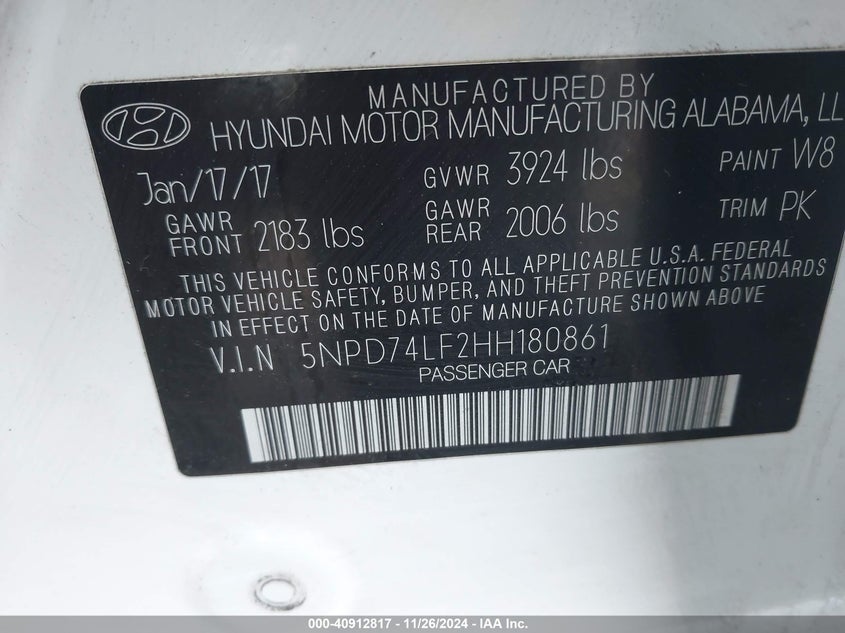 MANUFACTURED BY
HYUNDAI MOTOR MANUFACTURING ALABAMA, LL
Jan/17/17 GVWR 3924 lbs PAINT W8
GAWR FRONT 2183 lbs GAWR REAR 2006 lbs TRIM PK
THIS VEHICLE CONFORMS TO ALL APPLICABLE U.S.A. FEDERAL
MOTOR VEHICLE SAFETY, BUMPER, AND THEFT PREVENTION STANDARDS
IN EFFECT ON THE DATE OF MANUFACTURE SHOWN ABOVE
V.I.N 5NPD74LF2HH180861
PASSENGER CAR
000-40912817 - 11/26/2024 - IAA Inc.